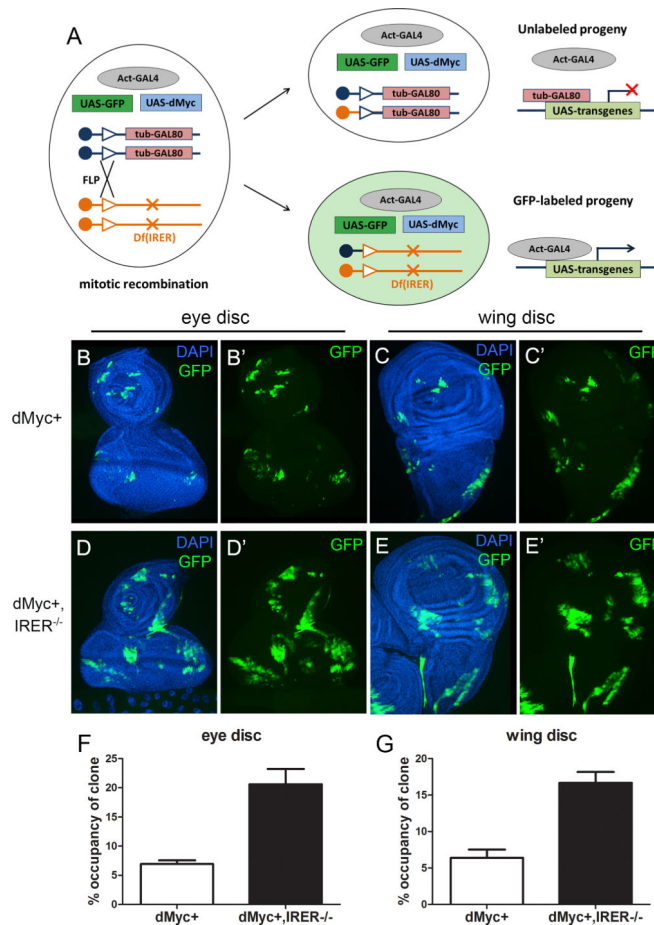 A
Act-GAL4
UAS-GFP UAS-dMyc
tub-GAL80
tub-GAL80
FLP
Df(IRER)
mitotic recombination
Act-GAL4
UAS-GFP UAS-dMyc
tub-GAL80
tub-GAL80
Unlabeled progeny
Act-GAL4
tub-GAL80
UAS-transgenes
Act-GAL4
UAS-GFP UAS-dMyc
Df(IRER)
GFP-labeled progeny
Act-GAL4
UAS-transgenes
eye disc wing disc
dMyc+
B DAPI GFP
B' GFP
C DAPI GFP
C' GFP
dMyc+, IRER-/-
D DAPI GFP
D' GFP
E DAPI GFP
E' GFP
F eye disc
% occupancy of clone
25
20
15
10
5
0
dMyc+ dMyc+,IRER-/-
G wing disc
% occupancy of clone
20
15
10
5
0
dMyc+ dMyc+,IRER-/-